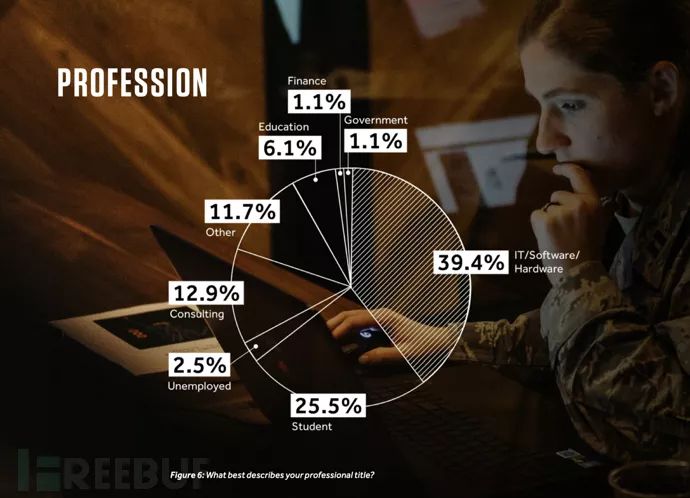 PROFESSION
Finance
1.1%
Government
1.1%
Education
6.1%
11.7%
Other
39.4%
IT/Software/
Hardware
12.9%
Consulting
2.5%
Unemployed
25.5%
Student
FREEBUF
Figure 6: What best describes your professional title?